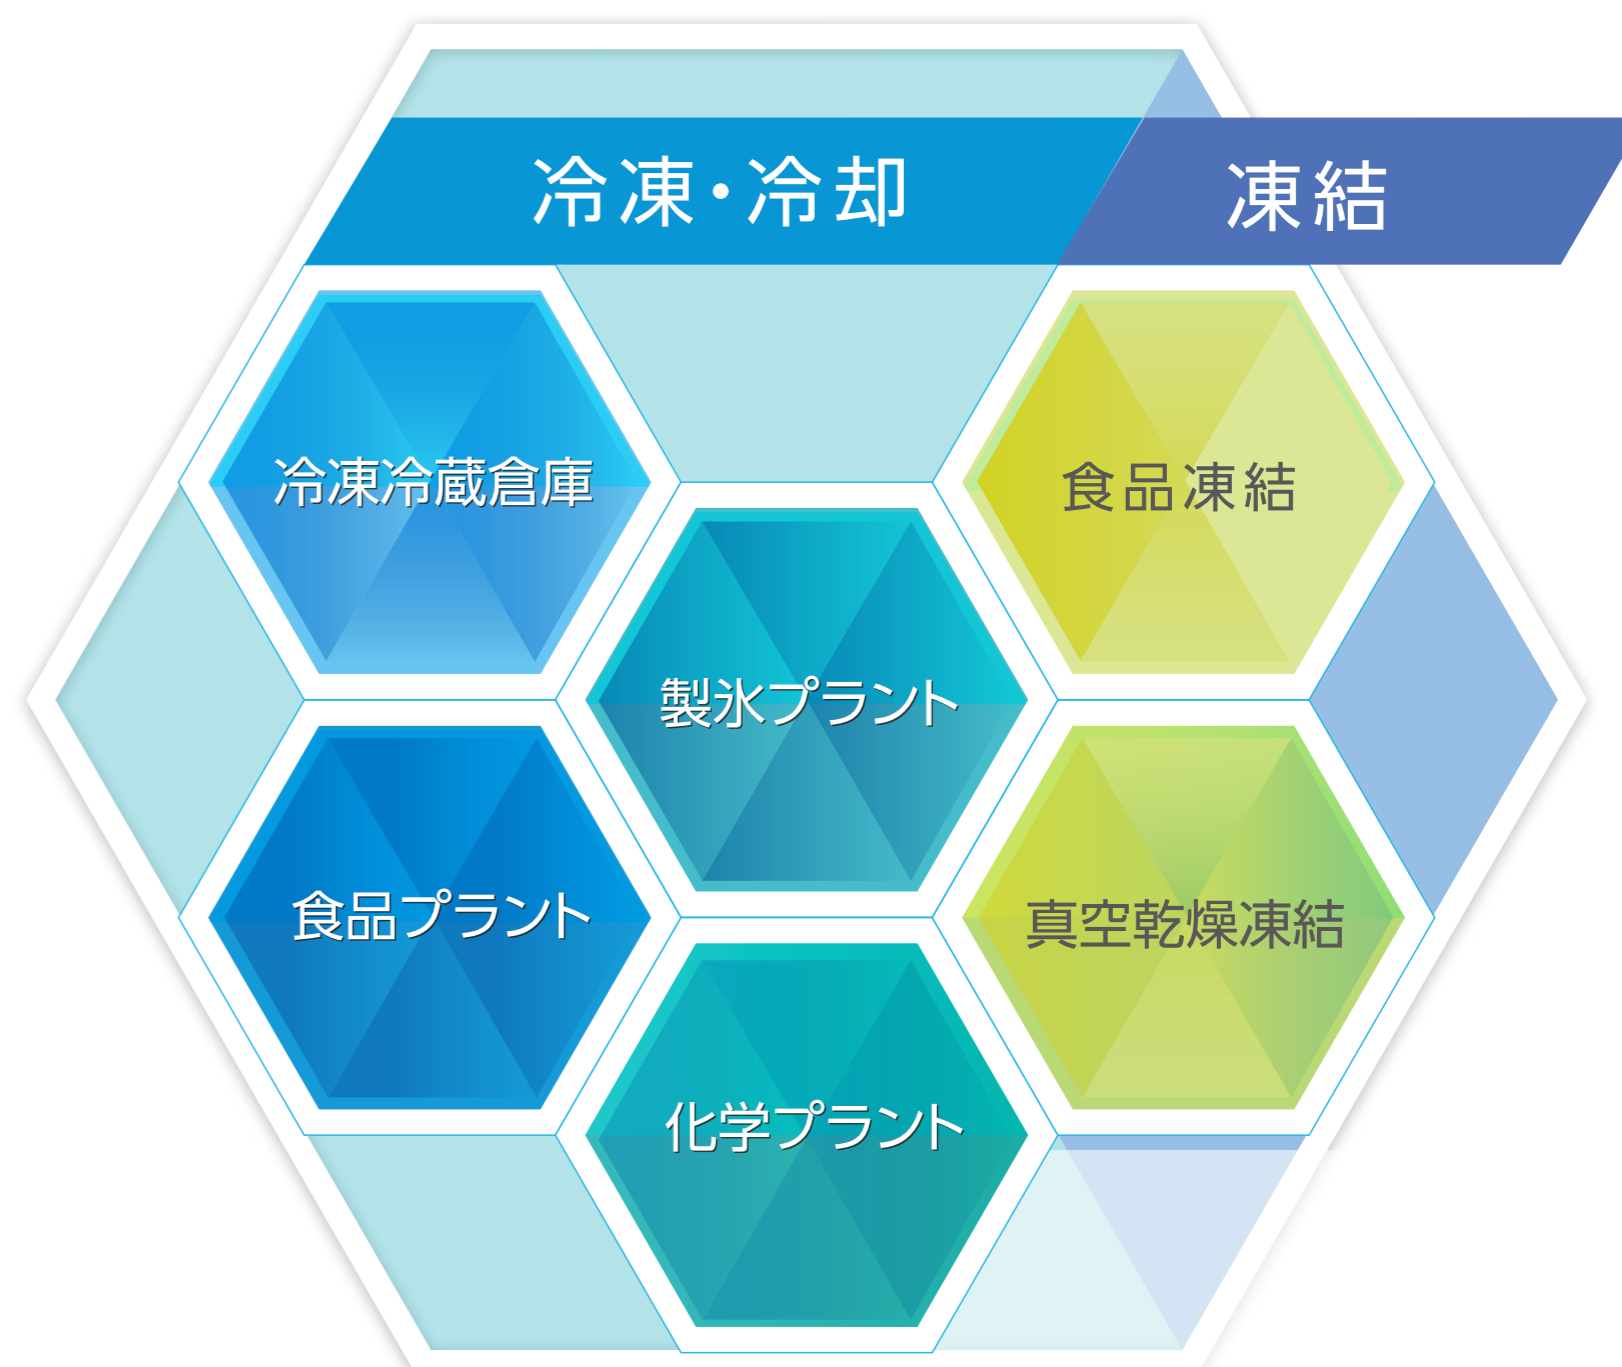 冷凍・冷却
凍結
冷凍冷蔵倉庫
食品凍結
製氷プラント
食品プラント
真空乾燥凍結
化学プラント